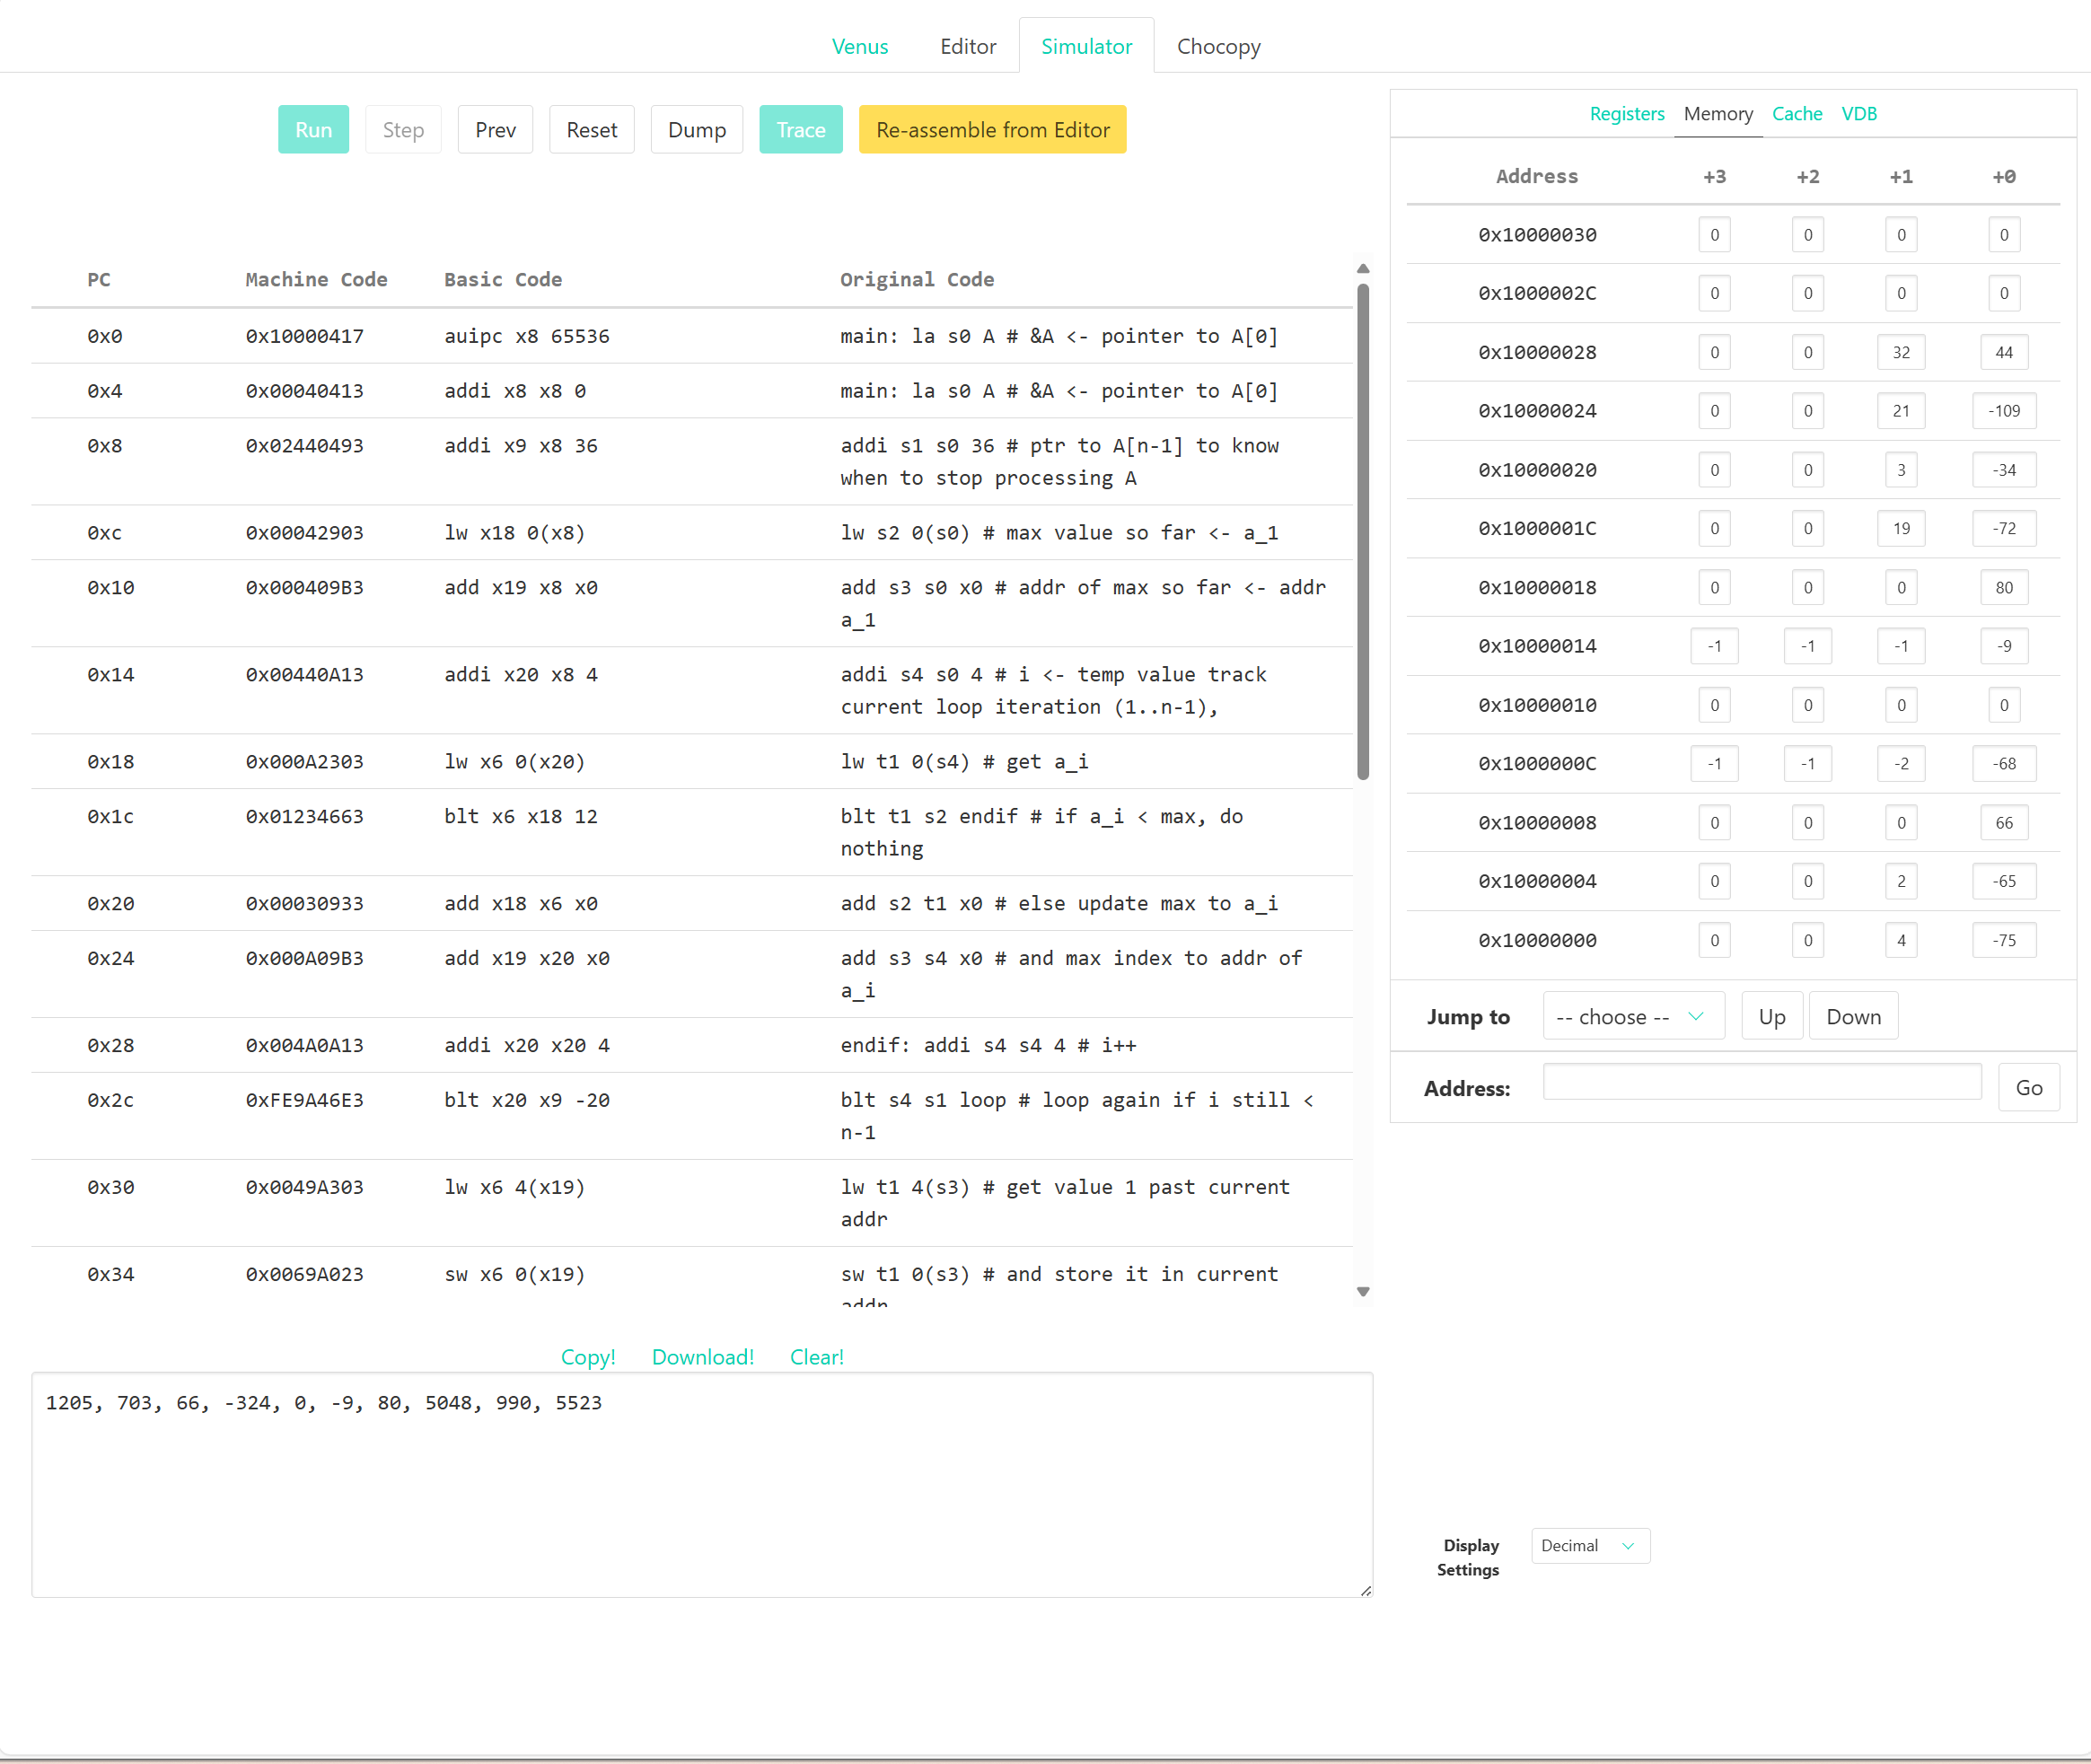 Venus Editor Simulator Chocopy
Run Step Prev Reset Dump Trace Re-assemble from Editor
PC Machine Code Basic Code Original Code
0x0 0x10000417 auipc x8 65536 main: la s0 A # &A <- pointer to A[0]
0x4 0x00040413 addi x8 x8 0 main: la s0 A # &A <- pointer to A[0]
0x8 0x02440493 addi x9 x8 36 addi s1 s0 36 # ptr to A[n-1] to know
when to stop processing A
0xc 0x00042903 lw x18 0(x8) lw s2 0(s0) # max value so far <- a_1
0x10 0x000409B3 add x19 x8 x0 add s3 s0 x0 # addr of max so far <- addr
a_1
0x14 0x00440A13 addi x20 x8 4 addi s4 s0 4 # i <- temp value track
current loop iteration (1..n-1),
0x18 0x000A2303 lw x6 0(x20) lw t1 0(s4) # get a_i
0x1c 0x01234663 blt x6 x18 12 blt t1 s2 endif # if a_i < max, do
nothing
0x20 0x00030933 add x18 x6 x0 add s2 t1 x0 # else update max to a_i
0x24 0x000A09B3 add x19 x20 x0 add s3 s4 x0 # and max index to addr of
a_i
0x28 0x004A0A13 addi x20 x20 4 endif: addi s4 s4 4 # i++
0x2c 0xFE9A46E3 blt x20 x9 -20 blt s4 s1 loop # loop again if i still <
n-1
0x30 0x0049A303 lw x6 4(x19) lw t1 4(s3) # get value 1 past current
addr
0x34 0x0069A023 sw x6 0(x19) sw t1 0(s3) # and store it in current
addr
Copy! Download! Clear!
1205, 703, 66, -324, 0, -9, 80, 5048, 990, 5523
Registers Memory Cache VDB
Address +3 +2 +1 +0
0x10000030 0 0 0 0
0x1000002C 0 0 0 0
0x10000028 0 0 32 44
0x10000024 0 0 21 -109
0x10000020 0 0 3 -34
0x1000001C 0 0 19 -72
0x10000018 0 0 0 80
0x10000014 -1 -1 -1 -9
0x10000010 0 0 0 0
0x1000000C -1 -1 -2 -68
0x10000008 0 0 0 66
0x10000004 0 0 2 -65
0x10000000 0 0 4 -75
Jump to -- choose -- Up Down
Address: Go
Display
Settings Decimal